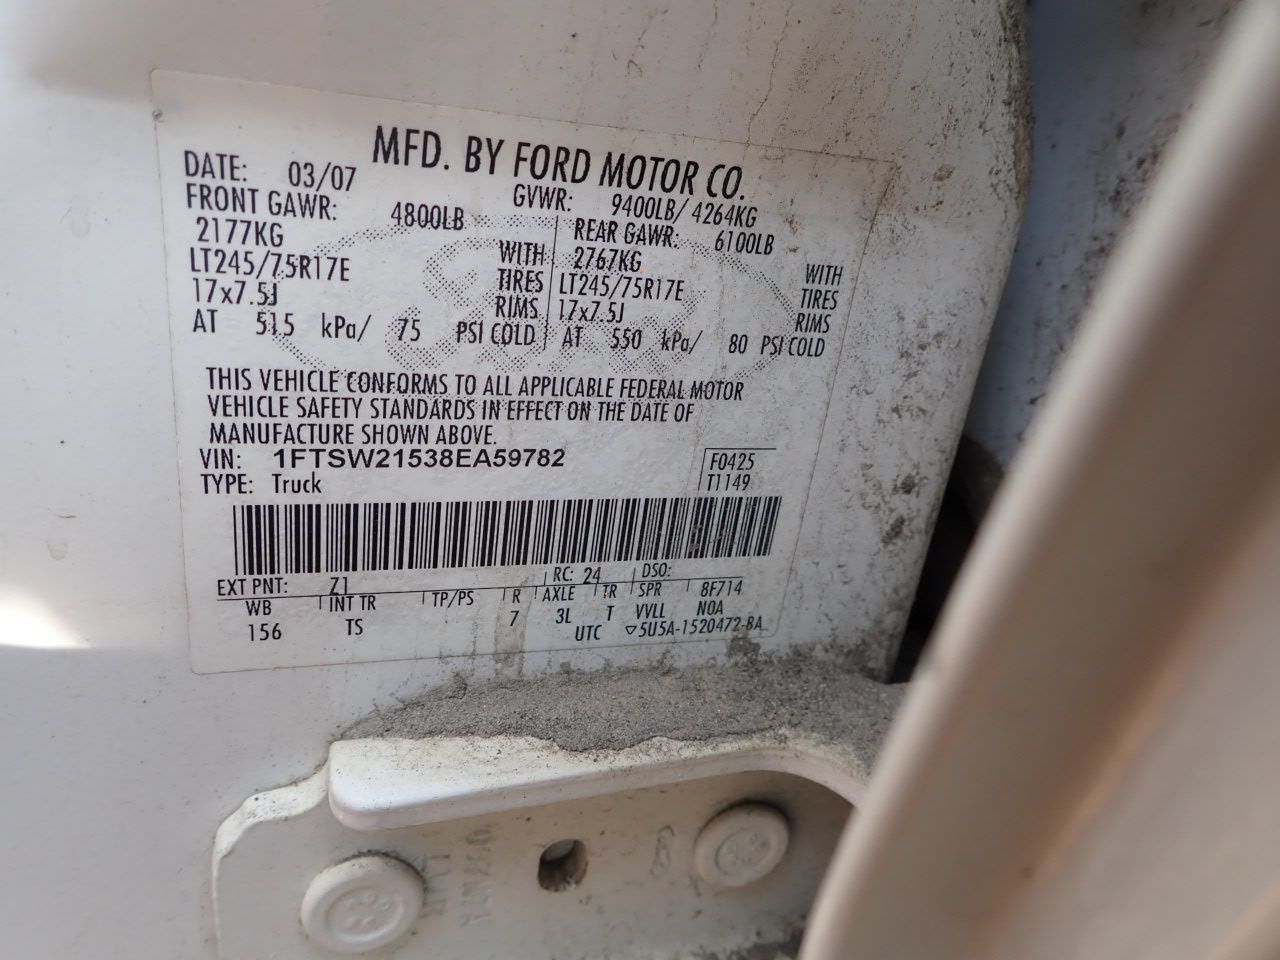 MFD. BY FORD MOTOR CO.
DATE: 03/07 GVWR: 9400LB/ 4264KG
FRONT GAWR: 4800LB REAR GAWR: 6100LB
2177KG WITH 2767KG WITH
LT245/75R17E TIRES LT245/75R17E TIRES
17x7.5J RIMS 17x7.5J RIMS
AT 515 kPa/ 75 PSI COLD AT 550 kPa/ 80 PSI COLD
THIS VEHICLE CONFORMS TO ALL APPLICABLE FEDERAL MOTOR
VEHICLE SAFETY STANDARDS IN EFFECT ON THE DATE OF
MANUFACTURE SHOWN ABOVE.
VIN: 1FTSW21538EA59782 F0425
TYPE: Truck T1149
EXT PNT: Z1 RC: 24 DSO:
WB INT TR TP/PS R AXLE TR SPR 8F714
156 TS 7 3L T VVLL NOA
UTC ▽5U5A-1520472-BA